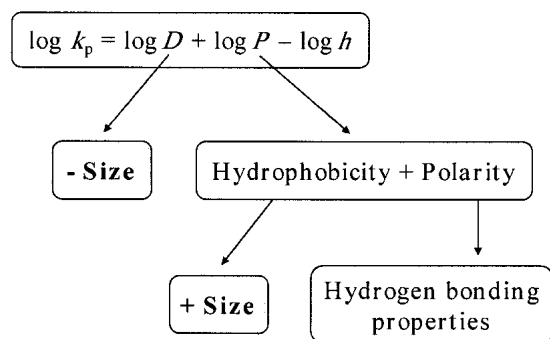 log kp = log D + log P – log h
- Size
Hydrophobicity + Polarity
+ Size
Hydrogen bonding
properties